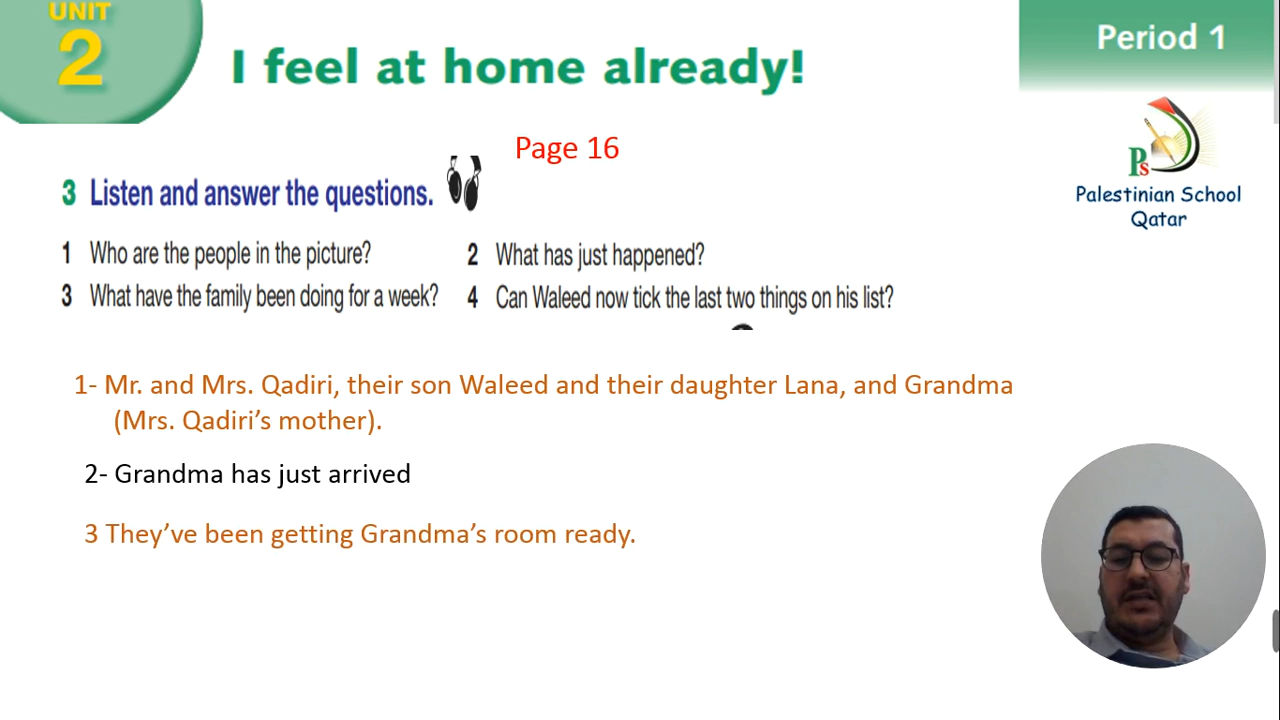 UNIT
2
I feel at home already!
Period 1
Ps
Palestinian School
Qatar
Page 16
3 Listen and answer the questions.
1 Who are the people in the picture?
2 What has just happened?
3 What have the family been doing for a week?
4 Can Waleed now tick the last two things on his list?
1- Mr. and Mrs. Qadiri, their son Waleed and their daughter Lana, and Grandma
(Mrs. Qadiri’s mother).
2- Grandma has just arrived
3 They’ve been getting Grandma’s room ready.